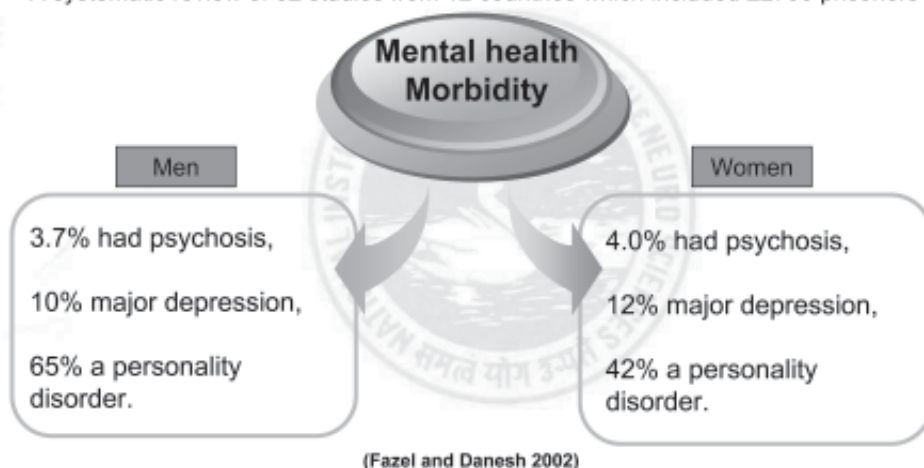 Mental health
Morbidity
Men
3.7% had psychosis,
10% major depression,
65% a personality
disorder.
Women
4.0% had psychosis,
12% major depression,
42% a personality
disorder.
(Fazel and Danesh 2002)